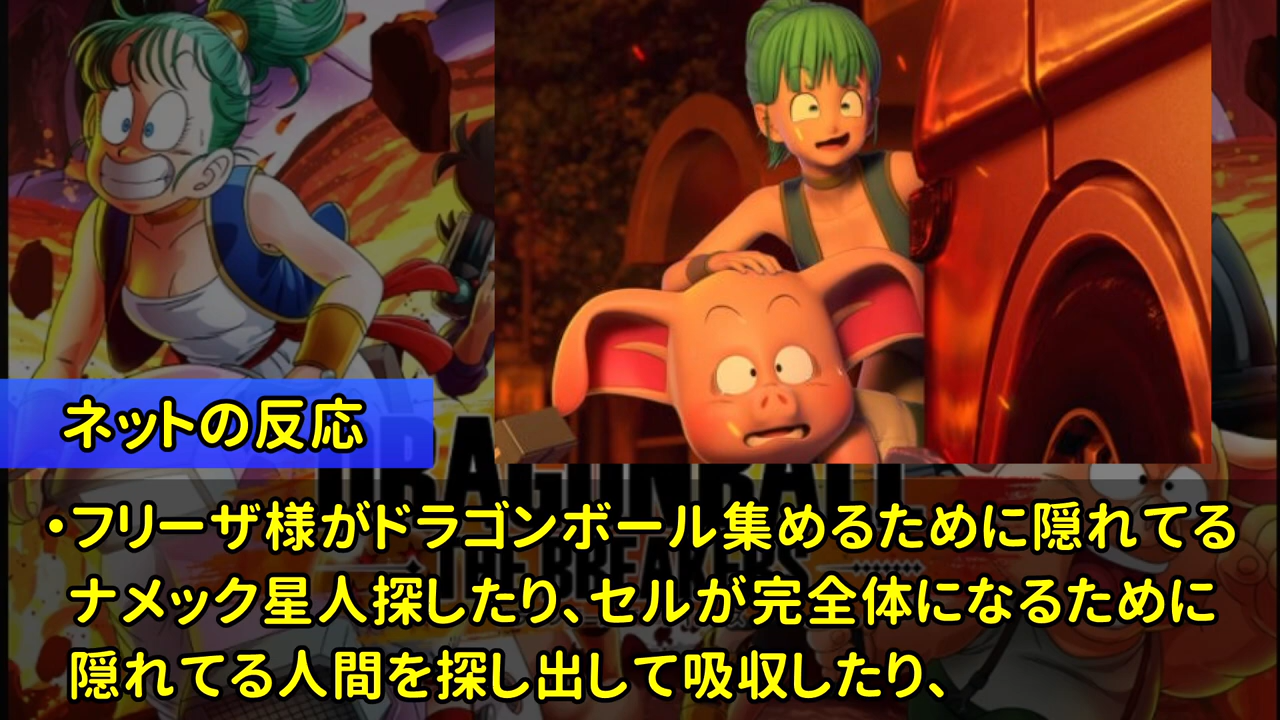 ネットの反応
DRAGONBALL
THE BREAKERS
・フリーザ様がドラゴンボール集めるために隠れてる
ナメック星人探したり、セルが完全体になるために
隠れてる人間を探し出して吸収したり、